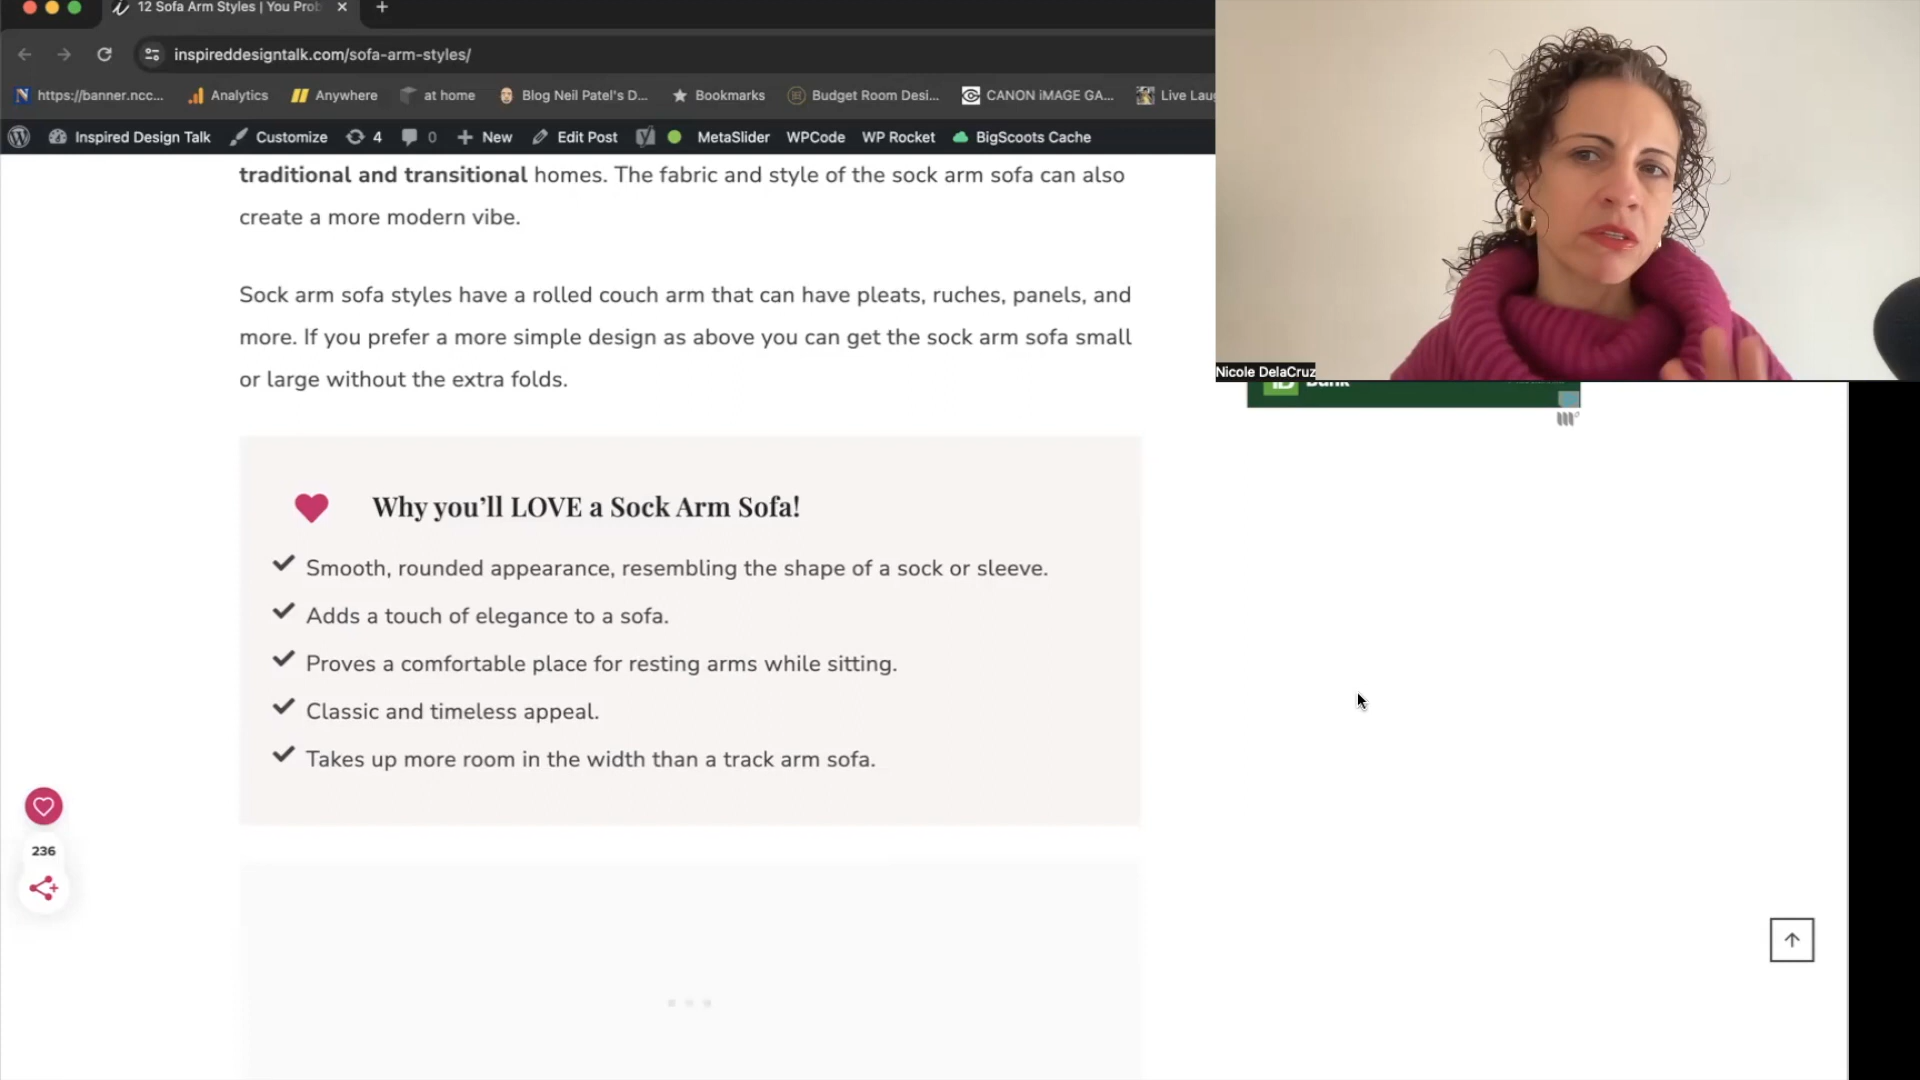 12 Sofa Arm Styles | You Prob
inspireddesigntalk.com/sofa-arm-styles/
https://banner.ncc... Analytics Anywhere at home Blog Neil Patel's D... Bookmarks Budget Room Desi... CANON iMAGE GA... Live Lau
Inspired Design Talk Customize 4 0 New Edit Post MetaSlider WPCode WP Rocket BigScoots Cache
traditional and transitional homes. The fabric and style of the sock arm sofa can also
create a more modern vibe.
Sock arm sofa styles have a rolled couch arm that can have pleats, ruches, panels, and
more. If you prefer a more simple design as above you can get the sock arm sofa small
or large without the extra folds.
Nicole DelaCruz
Bank
Why you'll LOVE a Sock Arm Sofa!
Smooth, rounded appearance, resembling the shape of a sock or sleeve.
Adds a touch of elegance to a sofa.
Proves a comfortable place for resting arms while sitting.
Classic and timeless appeal.
Takes up more room in the width than a track arm sofa.
236